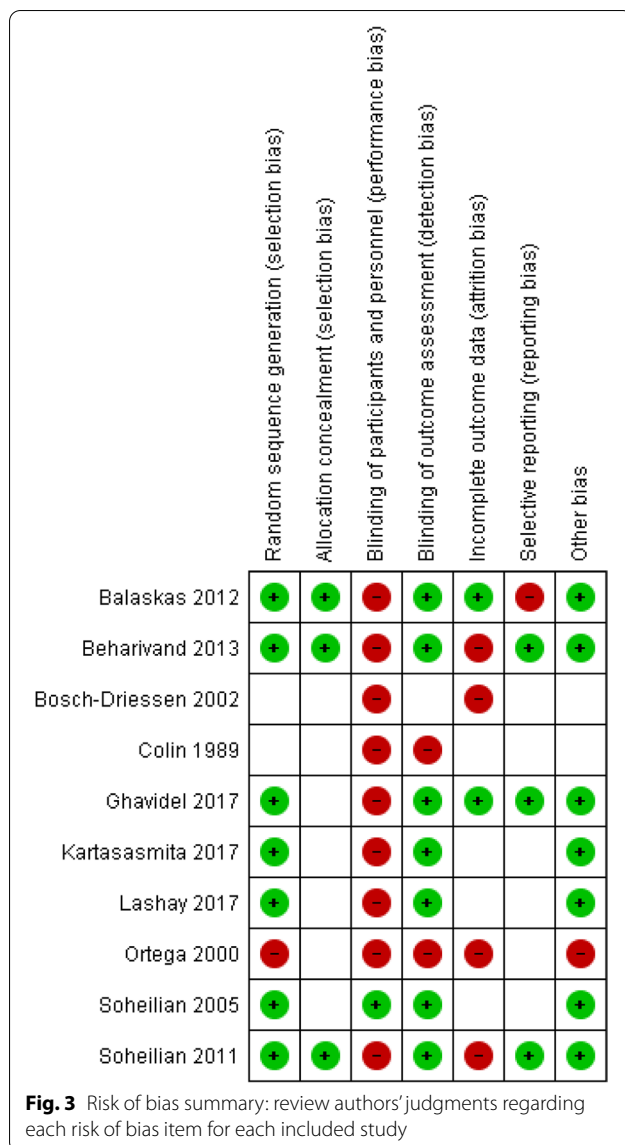 Random sequence generation (selection bias)
Allocation concealment (selection bias)
Blinding of participants and personnel (performance bias)
Blinding of outcome assessment (detection bias)
Incomplete outcome data (attrition bias)
Selective reporting (reporting bias)
Other bias
Balaskas 2012 + + - + + - +
Beharivand 2013 + + - + - + +
Bosch-Driessen 2002 - -
Colin 1989 - -
Ghavidel 2017 + - + + + +
Kartasasmita 2017 + - + +
Lashay 2017 + - + +
Ortega 2000 - - - - -
Soheilian 2005 + + + +
Soheilian 2011 + + - + - + +
Fig. 3 Risk of bias summary: review authors’ judgments regarding
each risk of bias item for each included study